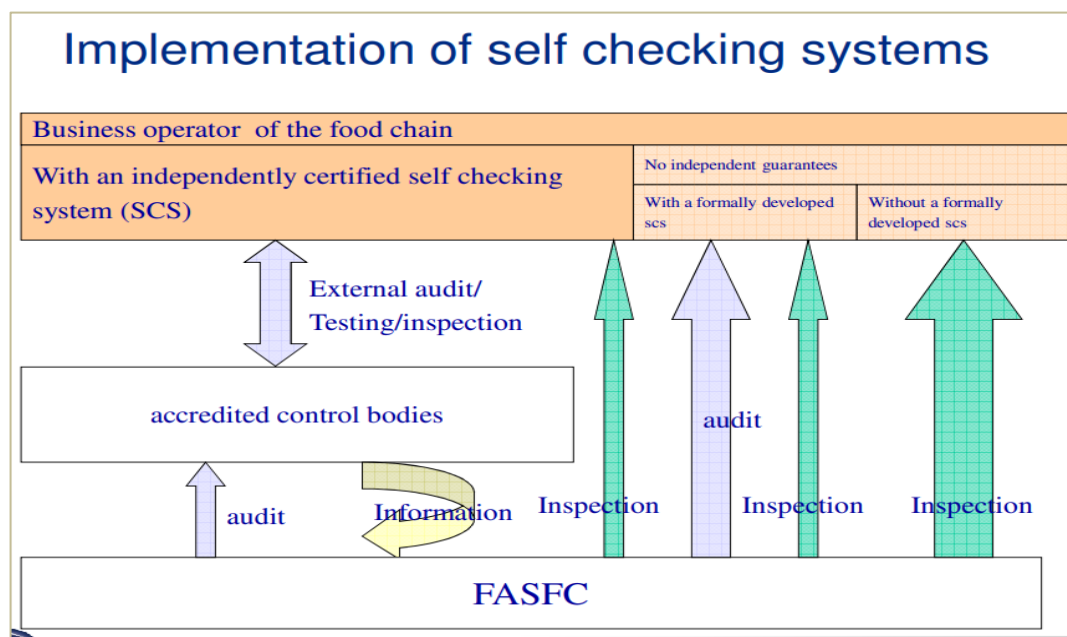 Implementation of self checking systems
Business operator of the food chain
With an independently certified self checking
system (SCS)
No independent guarantees
With a formally developed
scs
Without a formally
developed scs
External audit/
Testing/inspection
accredited control bodies
audit
audit
Information
Inspection
Inspection
Inspection
FASFC